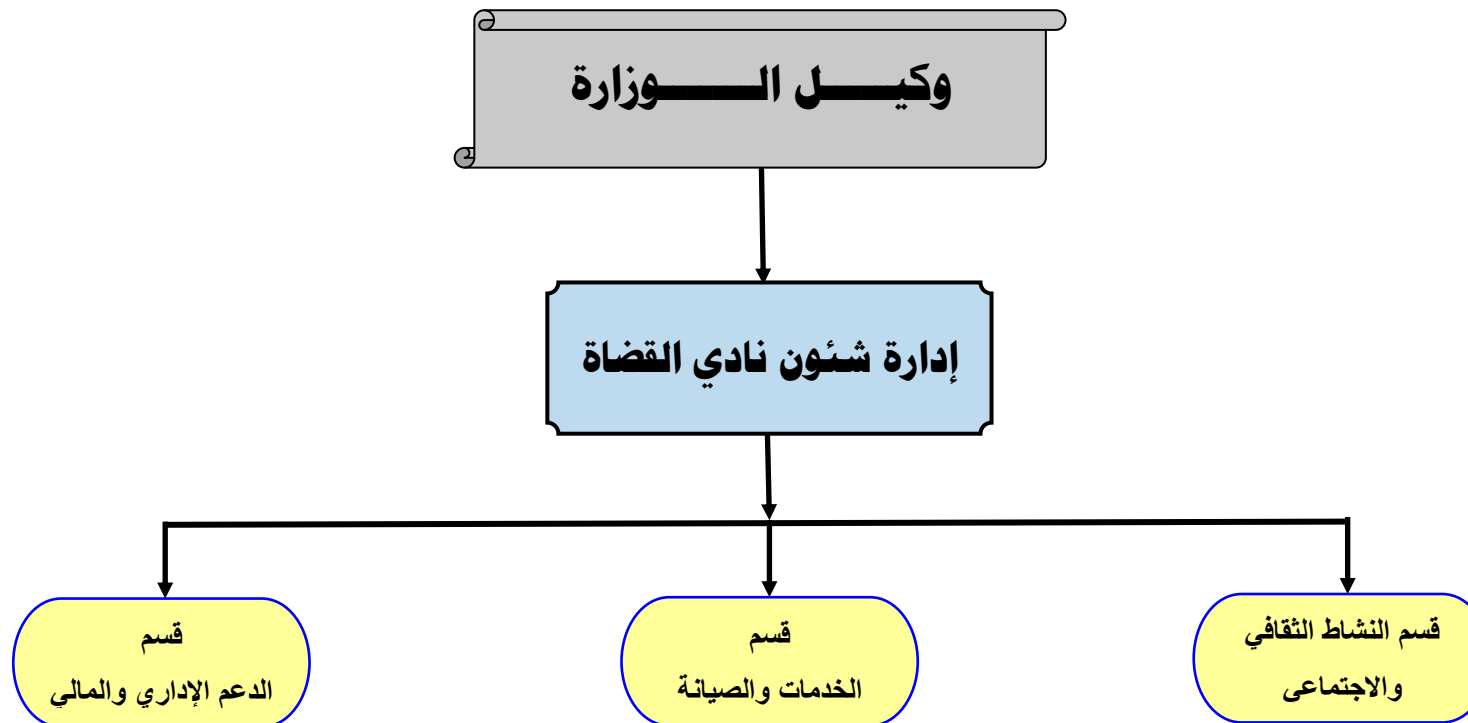 وكيـــــل الـــــــوزارة
إدارة شئون نادي القضاة
قسم النشاط الثقافي
والاجتماعى
قسم
الخدمات والصيانة
قسم
الدعم الإداري والمالي